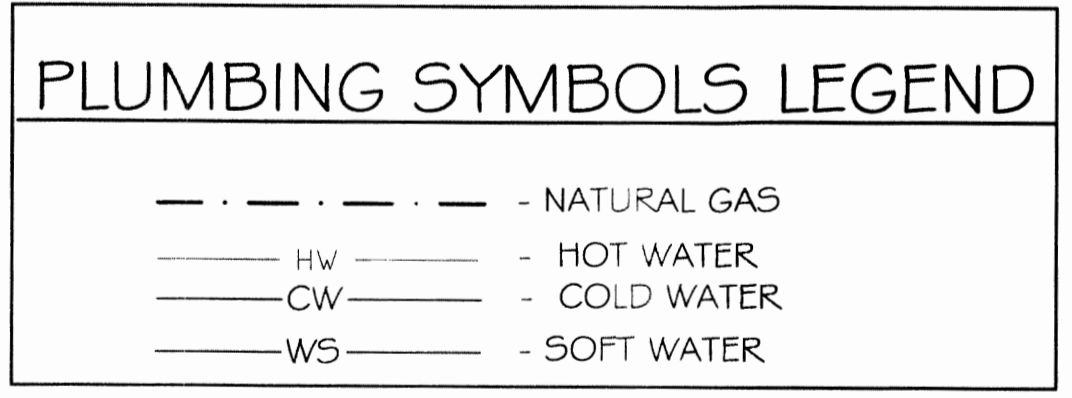 PLUMBING SYMBOLS LEGEND
- NATURAL GAS
HW - HOT WATER
CW - COLD WATER
WS - SOFT WATER